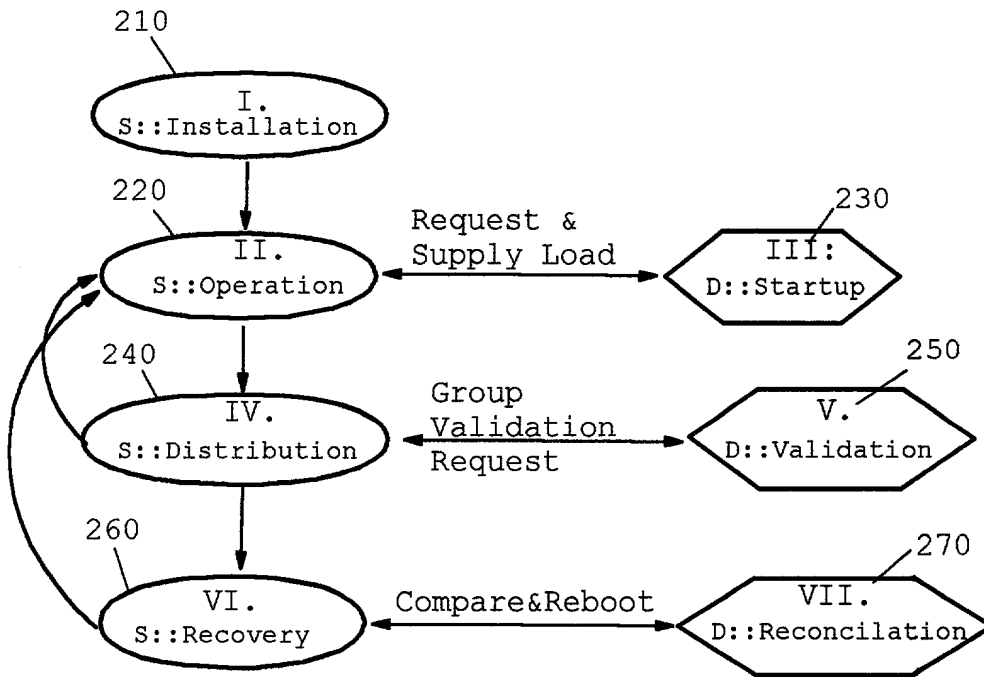 210
I.
S::Installation
220
II.
S::Operation
Request &
Supply Load
230
III:
D::Startup
240
IV.
S::Distribution
Group
Validation
Request
250
V.
D::Validation
260
VI.
S::Recovery
Compare&Reboot
270
VII.
D::Reconcilation